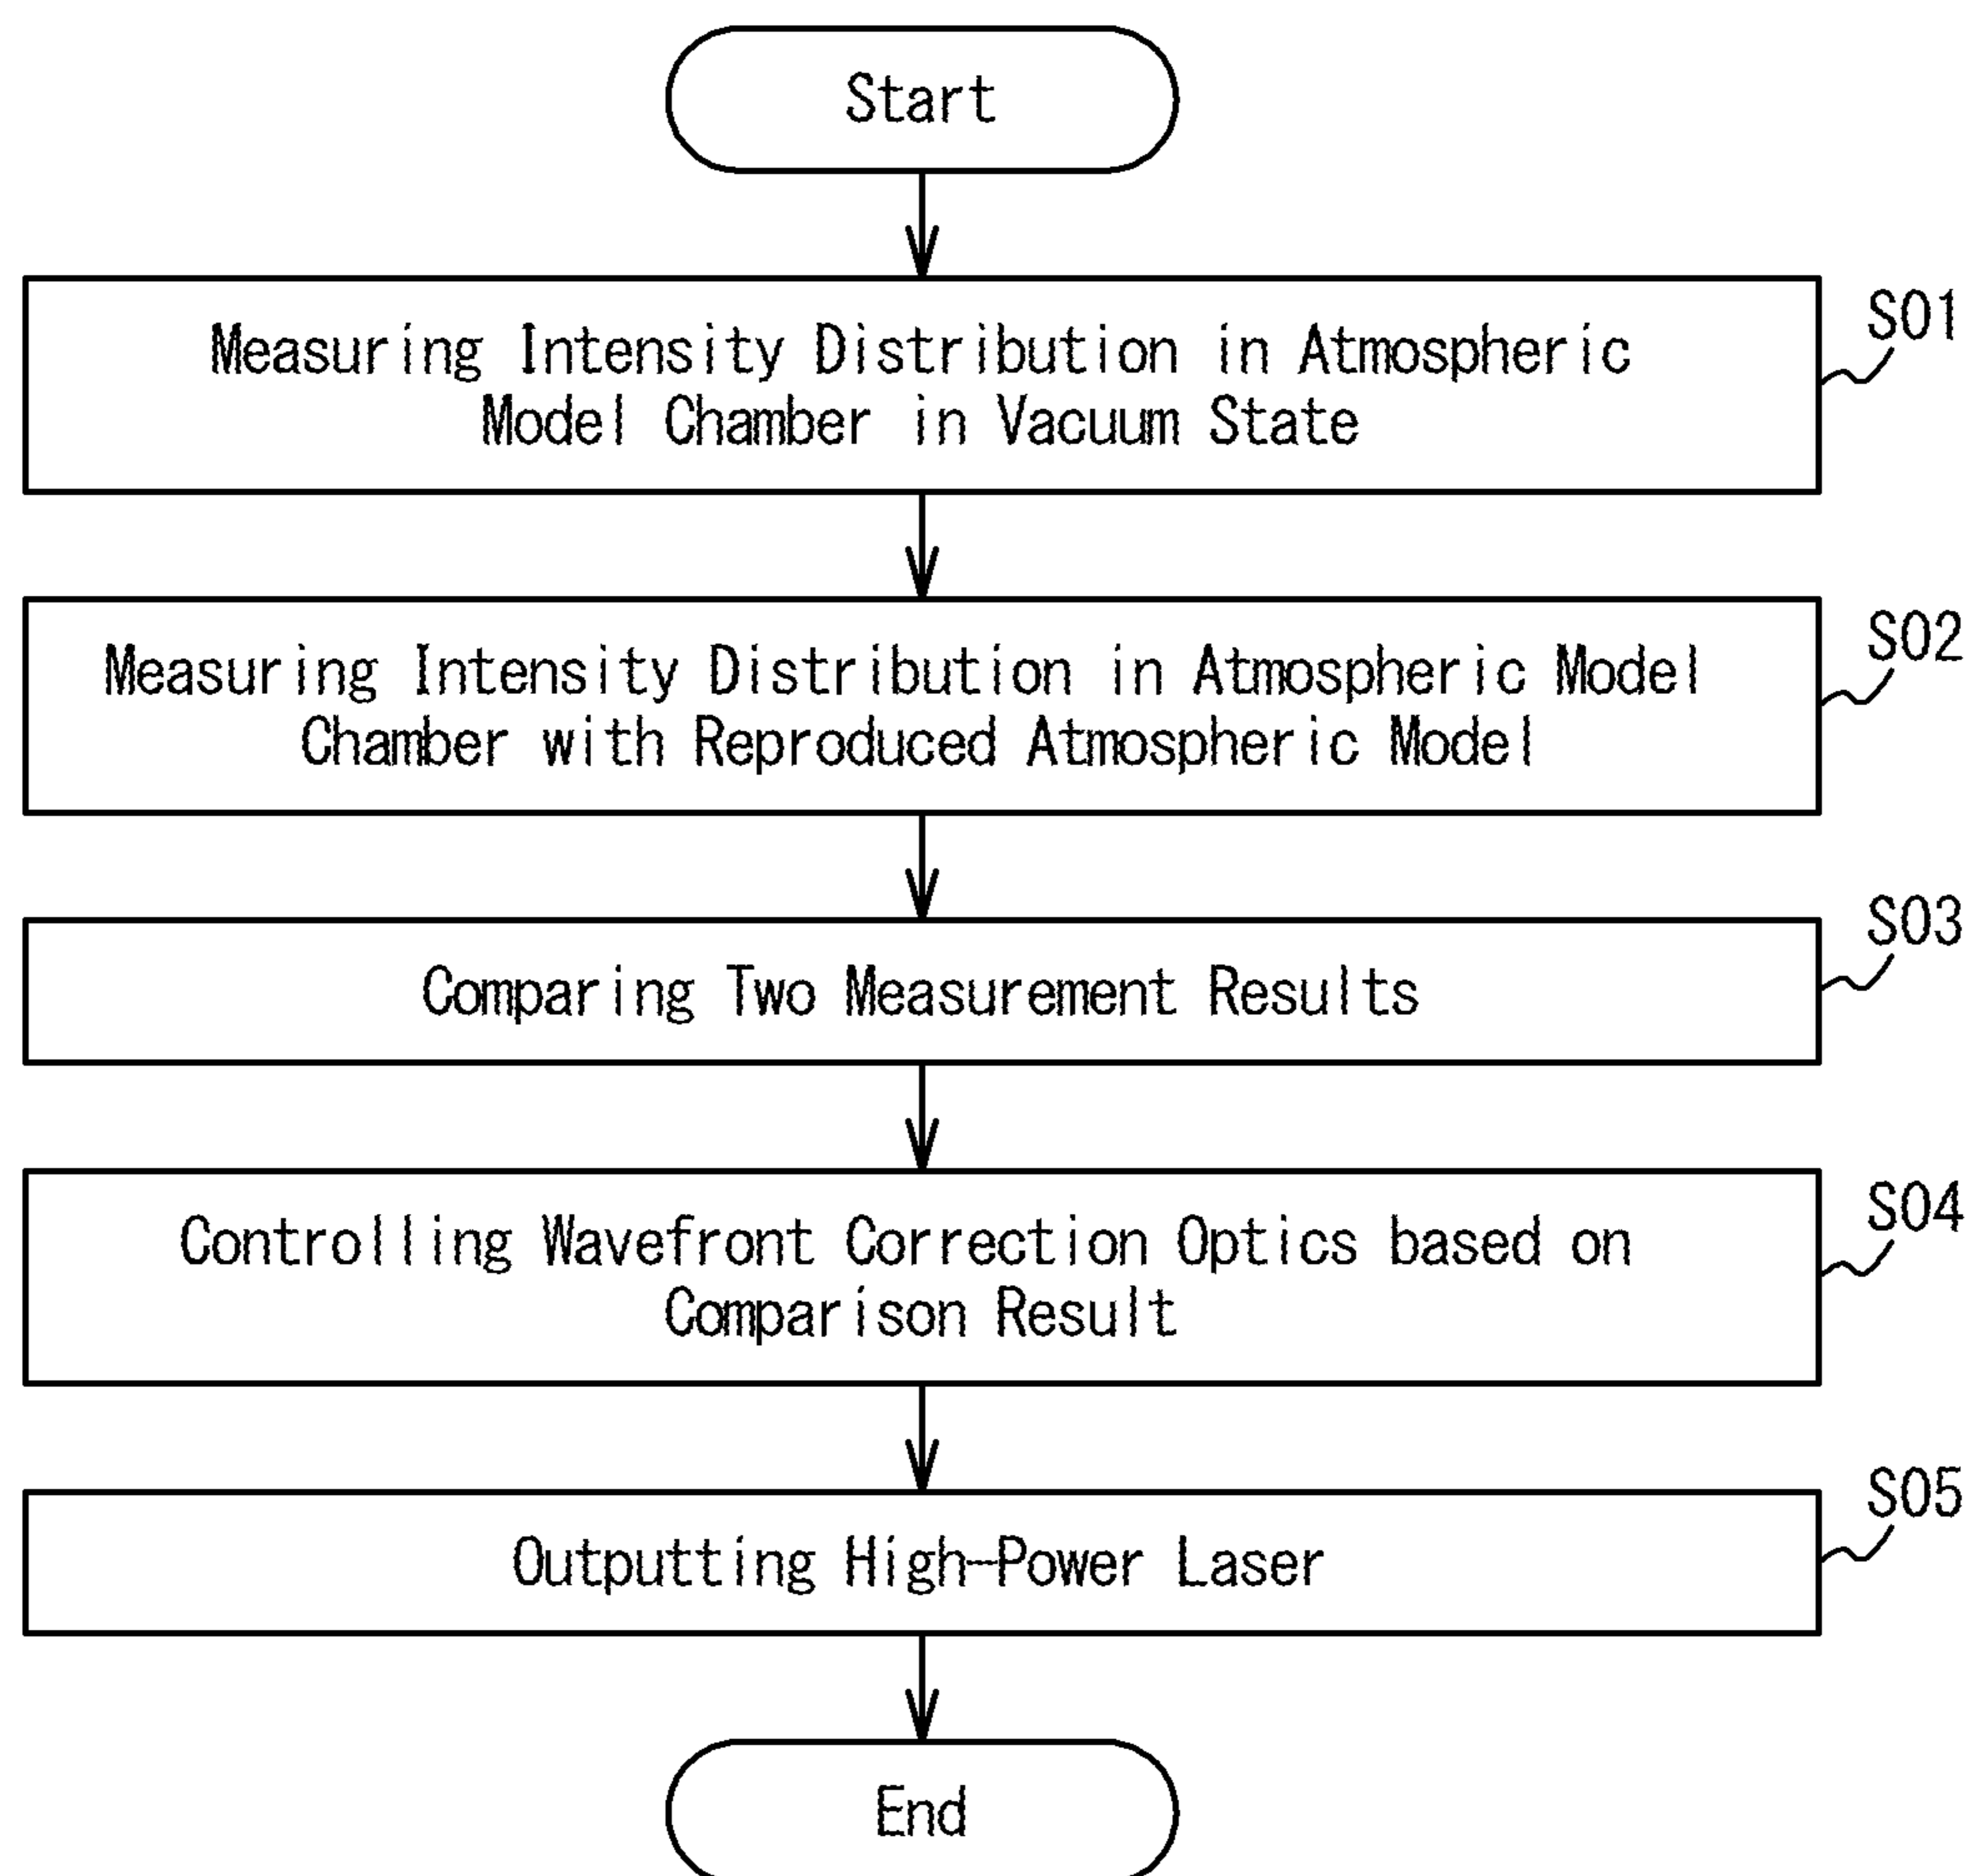 Start
S01
Measuring Intensity Distribution in Atmospheric
Model Chamber in Vacuum State
S02
Measuring Intensity Distribution in Atmospheric Model
Chamber with Reproduced Atmospheric Model
S03
Comparing Two Measurement Results
S04
Controlling Wavefront Correction Optics based on
Comparison Result
S05
Outputting High-Power Laser
End